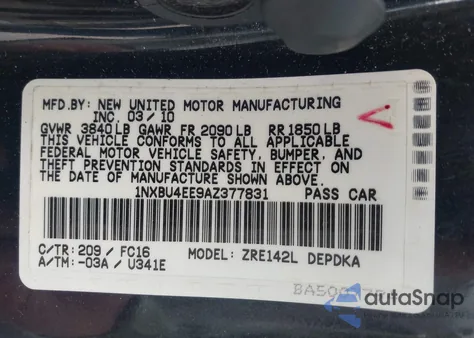 MFD.BY: NEW UNITED MOTOR MANUFACTURING
INC. 03/10
GVWR 3840LB GAWR FR 2090LB RR1850LB
THIS VEHICLE CONFORMS TO ALL APPLICABLE
FEDERAL MOTOR VEHICLE SAFETY, BUMPER, AND
THEFT PREVENTION STANDARDS IN EFFECT ON
THE DATE OF MANUFACTURE SHOWN ABOVE.
1NXBU4EE9AZ377831 PASS CAR
C/TR: 209/FC16 MODEL: ZRE142L DEPDKA
A/TM: -03A/U341E
autoSnap